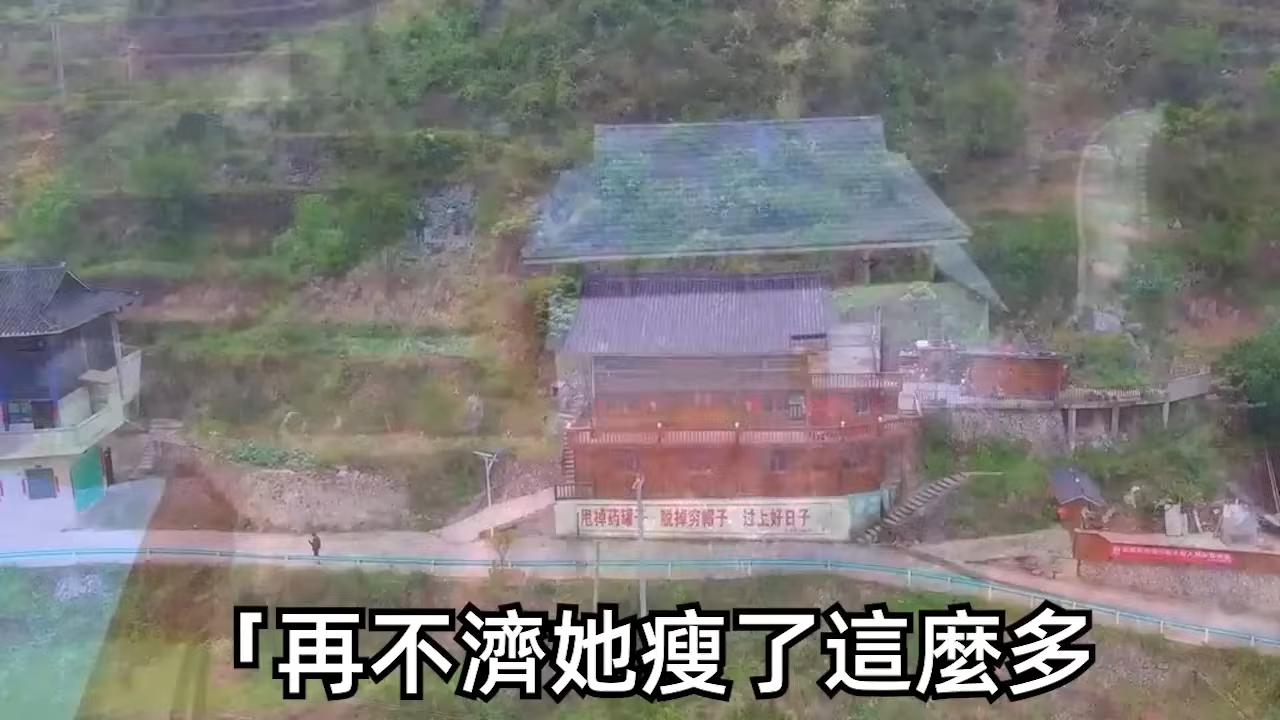 甩掉药罐子 脱掉穷帽子 过上好日子
「再不濟她瘦了這麼多